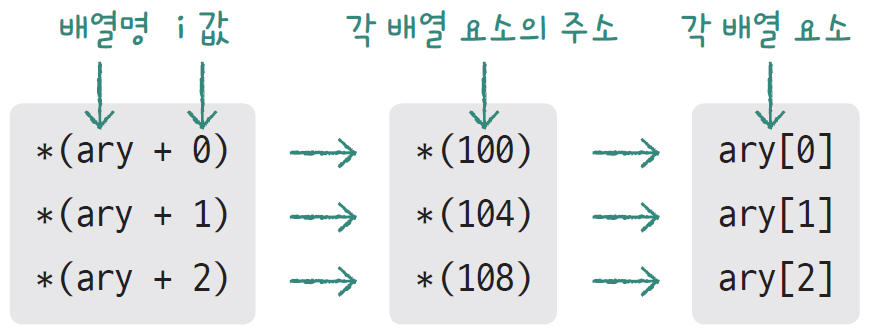 배열명 i 값 각 배열 요소의 주소 각 배열 요소
*(ary + 0) *(100) ary[0]
*(ary + 1) *(104) ary[1]
*(ary + 2) *(108) ary[2]